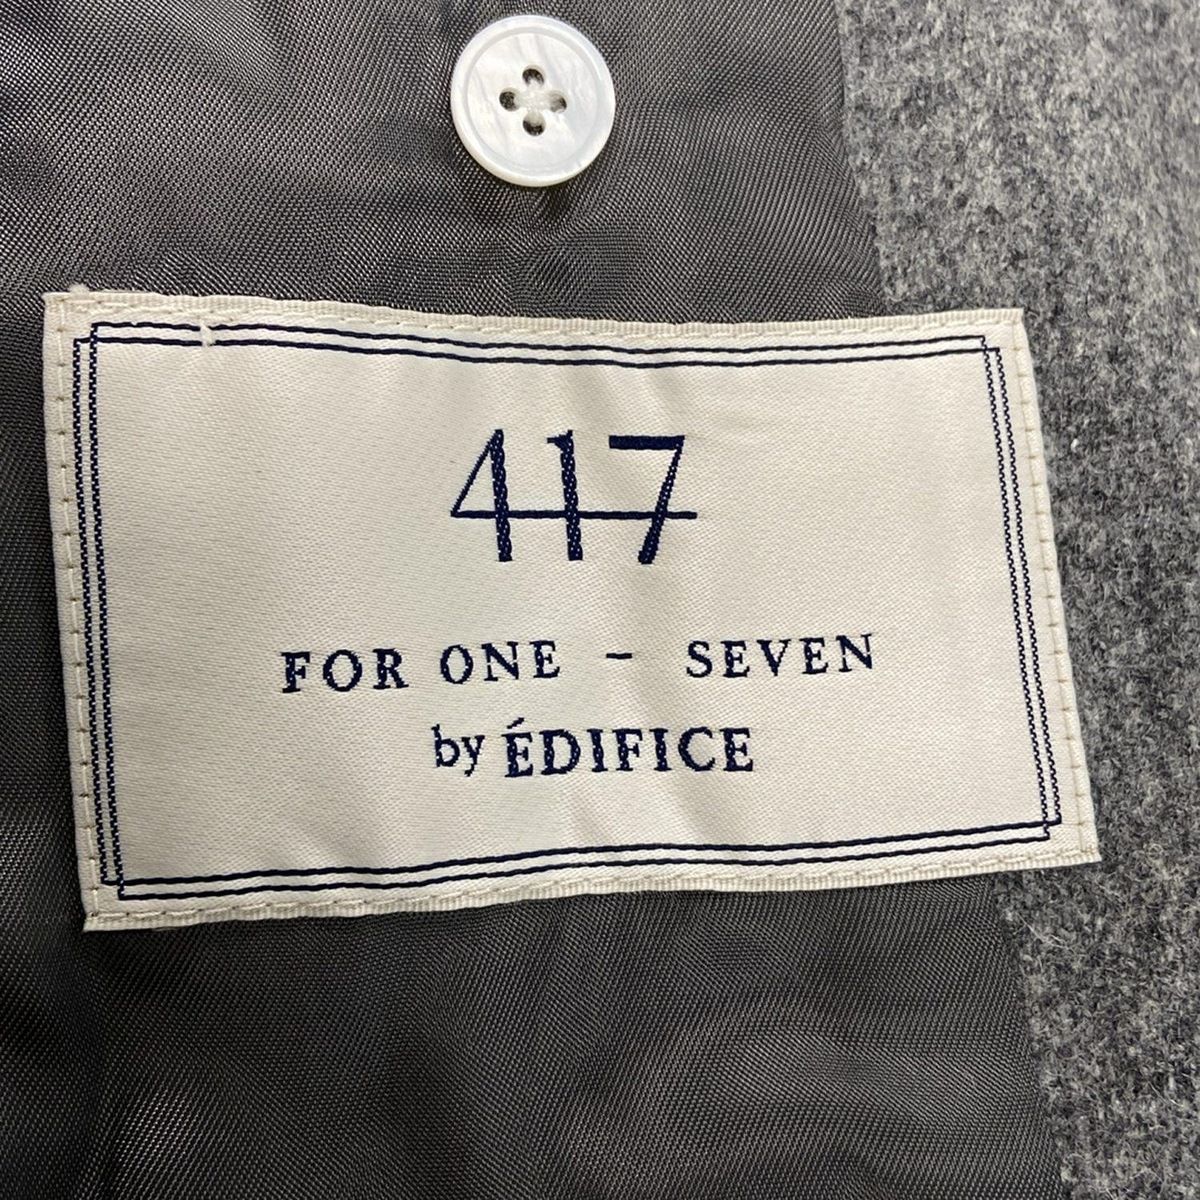 417
FOR ONE - SEVEN
by ÉDIFICE